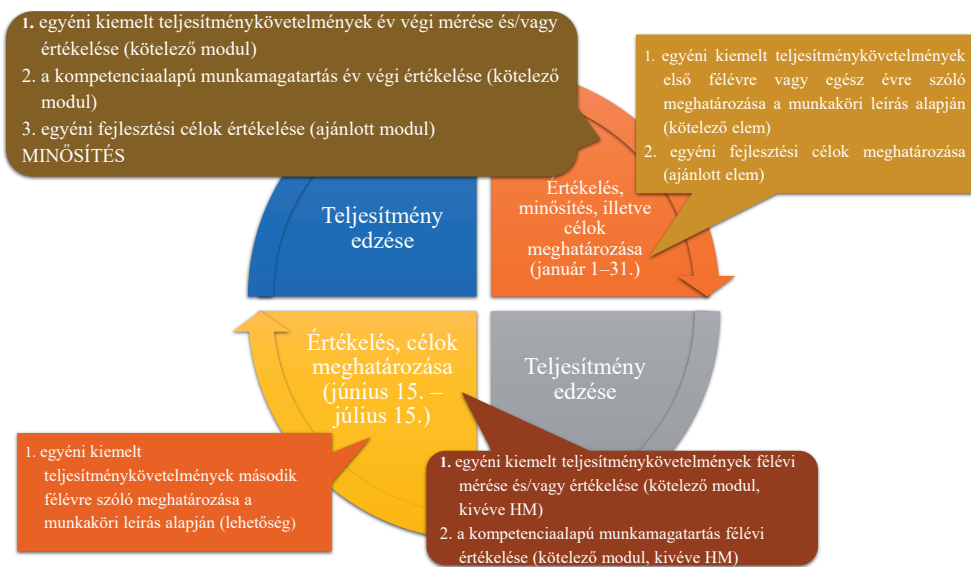 1. egyéni kiemelt teljesítménykövetelmények év végi mérése és/vagy
értékelése (kötelező modul)
2. a kompetenciaalapú munkamagatartás év végi értékelése (kötelező
modul)
3. egyéni fejlesztési célok értékelése (ajánlott modul)
MINŐSÍTÉS
1. egyéni kiemelt teljesítménykövetelmények
első félévre vagy egész évre szóló
meghatározása a munkaköri leírás alapján
(kötelező elem)
2. egyéni fejlesztési célok meghatározása
(ajánlott elem)
Teljesítmény
edzése
Értékelés,
minősítés, illetve
célok
meghatározása
(január 1–31.)
Értékelés, célok
meghatározása
(június 15. –
július 15.)
Teljesítmény
edzése
1. egyéni kiemelt
teljesítménykövetelmények második
félévre szóló meghatározása a
munkaköri leírás alapján (lehetőség)
1. egyéni kiemelt teljesítménykövetelmények félévi
mérése és/vagy értékelése (kötelező modul,
kivéve HM)
2. a kompetenciaalapú munkamagatartás félévi
értékelése (kötelező modul, kivéve HM)